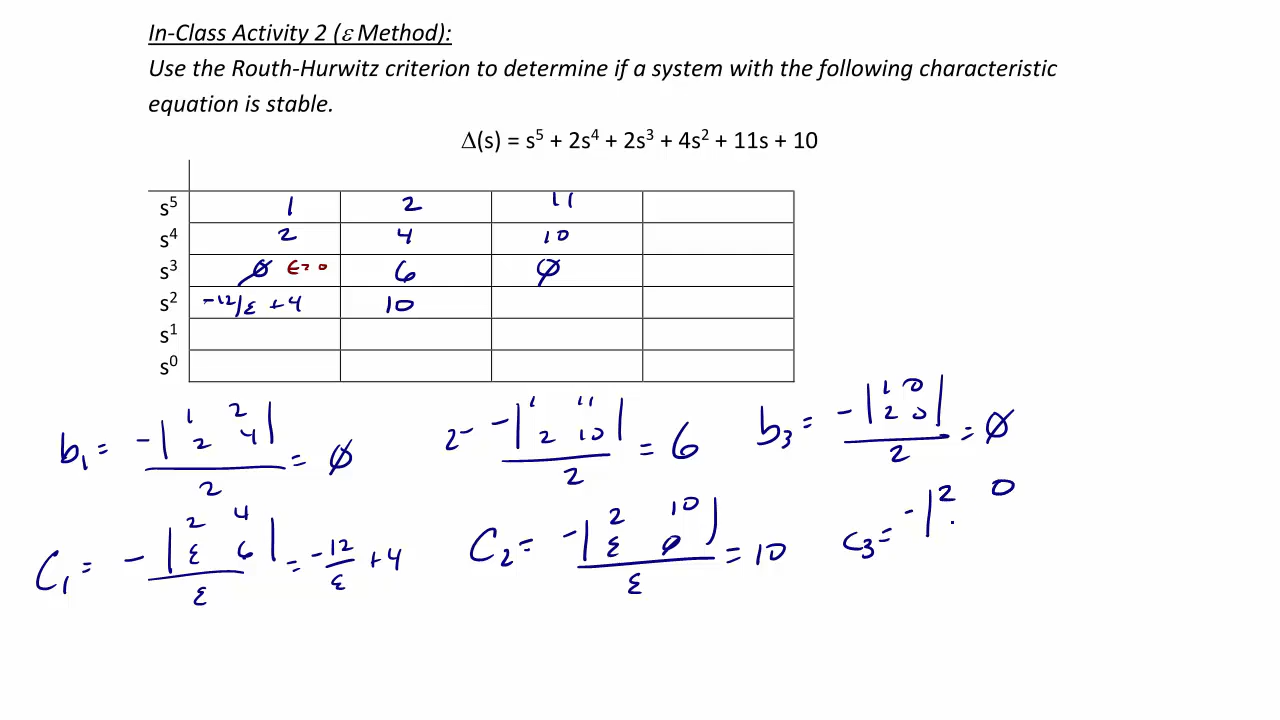 In-Class Activity 2 (ε Method):
Use the Routh-Hurwitz criterion to determine if a system with the following characteristic
equation is stable.
Δ(s) = s⁵ + 2s⁴ + 2s³ + 4s² + 11s + 10
s⁵ 1 2 11
s⁴ 2 4 10
s³ 0 6 0
s² -12/ε +4 10
s¹
s⁰
b₁ = -| 1 2 |
2 4
2
= 0
-| 1 11 |
2 10
2
= 6
b₃ = -| 1 0 |
2 0
2
= 0
C₁ = -| 2 4 |
ε 6
ε
= -12/ε + 4
C₂ = -| 2 10 |
ε 0
ε
= 10
C₃ = -| 2 0